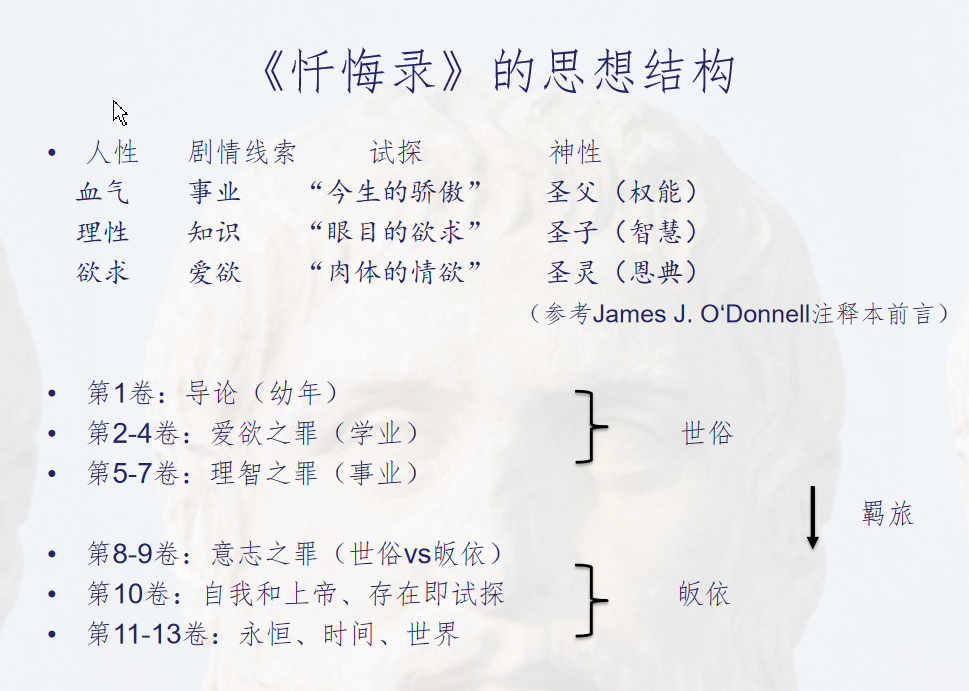 《忏悔录》的思想结构
• 人性 剧情线索 试探 神性
血气 事业 “今生的骄傲” 圣父（权能）
理性 知识 “眼目的欲求” 圣子（智慧）
欲求 爱欲 “肉体的情欲” 圣灵（恩典）
（参考James J. O‘Donnell注释本前言）
• 第1卷：导论（幼年）
• 第2-4卷：爱欲之罪（学业） 世俗
• 第5-7卷：理智之罪（事业）
羁旅
• 第8-9卷：意志之罪（世俗vs皈依）
• 第10卷：自我和上帝、存在即试探 皈依
• 第11-13卷：永恒、时间、世界